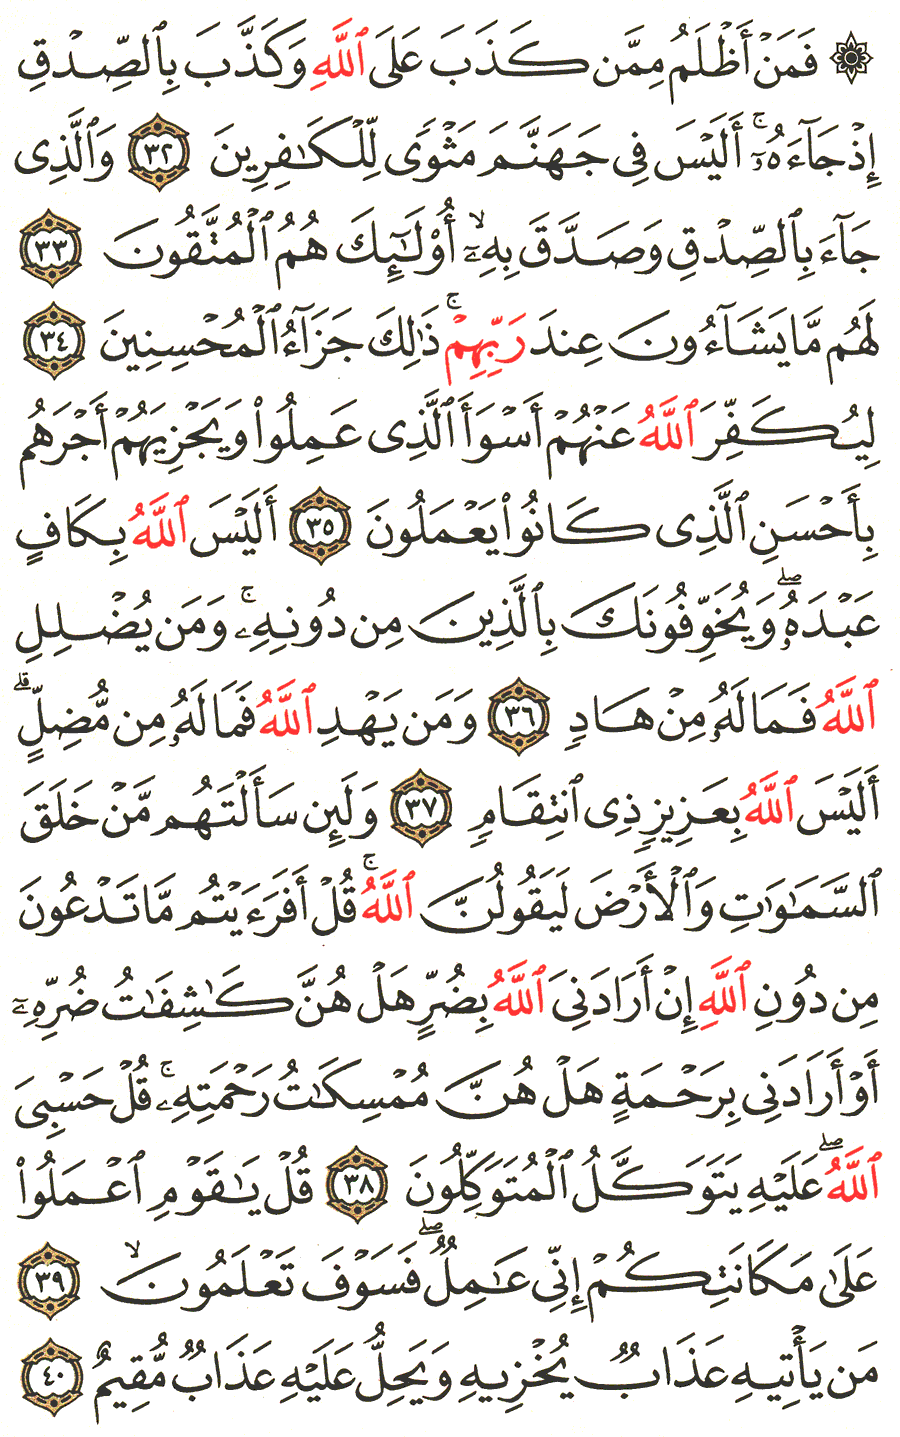 ۞ فَمَنْ أَظْلَمُ مِمَّن كَذَبَ عَلَى ٱللَّهِ وَكَذَّبَ بِٱلصِّدْقِ
إِذْ جَآءَهُۥٓ ۚ أَلَيْسَ فِى جَهَنَّمَ مَثْوًى لِّلْكَـٰفِرِينَ ٣٢ وَٱلَّذِى
جَآءَ بِٱلصِّدْقِ وَصَدَّقَ بِهِۦٓ ۙ أُو۟لَـٰٓئِكَ هُمُ ٱلْمُتَّقُونَ ٣٣
لَهُم مَّا يَشَآءُونَ عِندَ رَبِّهِمْ ۚ ذَٰلِكَ جَزَآءُ ٱلْمُحْسِنِينَ ٣٤
لِيُكَفِّرَ ٱللَّهُ عَنْهُمْ أَسْوَأَ ٱلَّذِى عَمِلُوا۟ وَيَجْزِيَهُمْ أَجْرَهُم
بِأَحْسَنِ ٱلَّذِى كَانُوا۟ يَعْمَلُونَ ٣٥ أَلَيْسَ ٱللَّهُ بِكَافٍ
عَبْدَهُۥ ۖ وَيُخَوِّفُونَكَ بِٱلَّذِينَ مِن دُونِهِۦ ۚ وَمَن يُضْلِلِ
ٱللَّهُ فَمَا لَهُۥ مِنْ هَادٍ ٣٦ وَمَن يَهْدِ ٱللَّهُ فَمَا لَهُۥ مِن مُّضِلٍّ ۗ
أَلَيْسَ ٱللَّهُ بِعَزِيزٍ ذِى ٱنتِقَامٍ ٣٧ وَلَئِن سَأَلْتَهُم مَّنْ خَلَقَ
ٱلسَّمَـٰوَٰتِ وَٱلْأَرْضَ لَيَقُولُنَّ ٱللَّهُ ۚ قُلْ أَفَرَءَيْتُم مَّا تَدْعُونَ
مِن دُونِ ٱللَّهِ إِنْ أَرَادَنِىَ ٱللَّهُ بِضُرٍّ هَلْ هُنَّ كَـٰشِفَـٰتُ ضُرِّهِۦٓ
أَوْ أَرَادَنِى بِرَحْمَةٍ هَلْ هُنَّ مُمْسِكَـٰتُ رَحْمَتِهِۦ ۚ قُلْ حَسْبِىَ
ٱللَّهُ ۖ عَلَيْهِ يَتَوَكَّلُ ٱلْمُتَوَكِّلُونَ ٣٨ قُلْ يَـٰقَوْمِ ٱعْمَلُوا۟
عَلَىٰ مَكَانَتِكُمْ إِنِّى عَـٰمِلٌ ۖ فَسَوْفَ تَعْلَمُونَ ۙ ٣٩
مَن يَأْتِيهِ عَذَابٌ يُخْزِيهِ وَيَحِلُّ عَلَيْهِ عَذَابٌ مُّقِيمٌ ٤٠